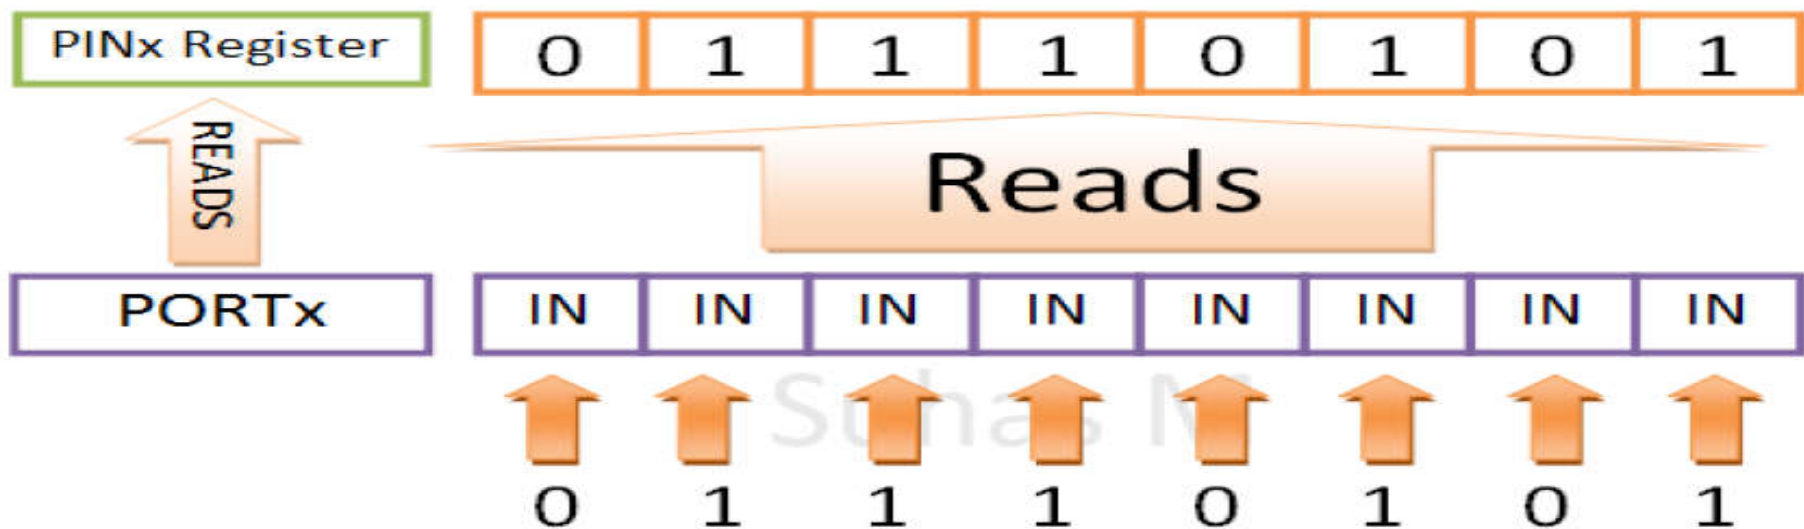 PINx Register 0 1 1 1 0 1 0 1
READS Reads
PORTx IN IN IN IN IN IN IN IN
Suhas M
0 1 1 1 0 1 0 1